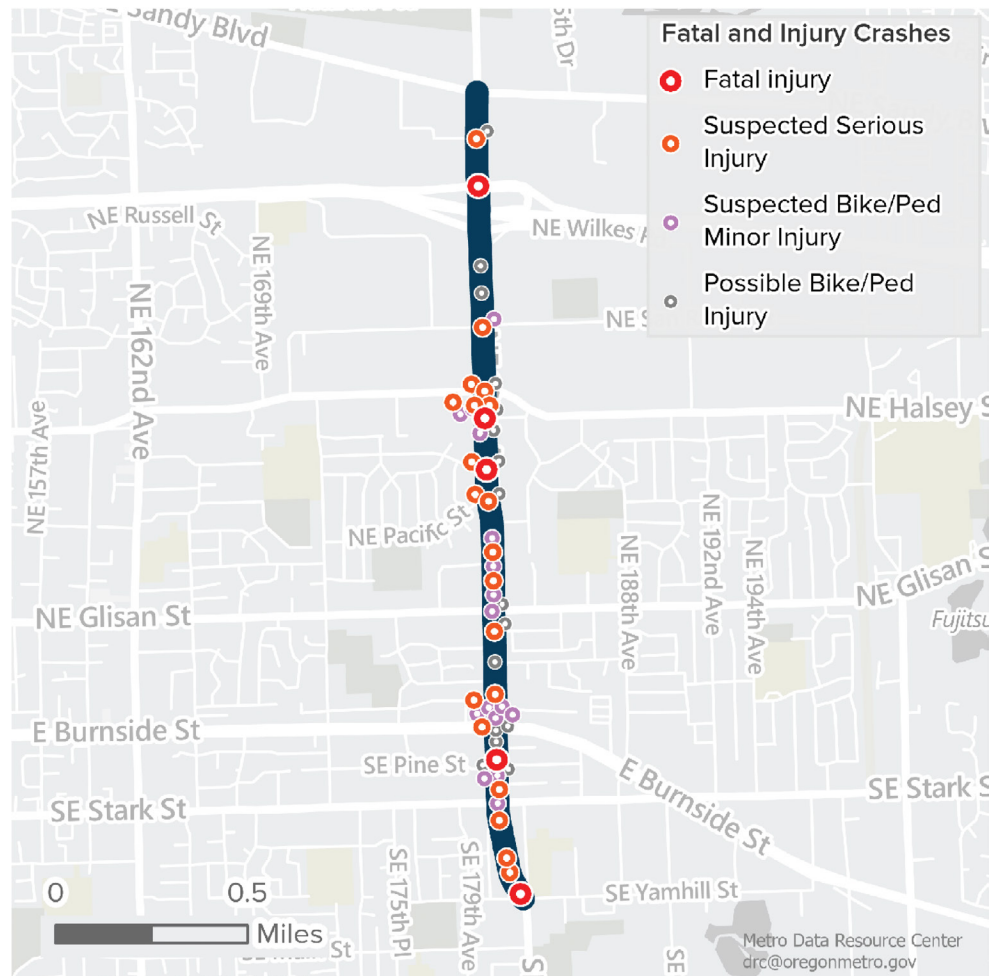 Sandy Blvd
5th Dr
Fatal and Injury Crashes
Fatal injury
Suspected Serious
Injury
Suspected Bike/Ped
Minor Injury
Possible Bike/Ped
Injury
NE Russell St
NE Wilkes
NE 169th Ave
NE 162nd Ave
NE 157th Ave
NE Halsey S
NE Pacific St
NE 188th Ave
NE 192nd Ave
NE 194th Ave
NE Glisan St
NE Glisan S
Fujitsu
E Burnside St
SE Pine St
E Burnside St
SE Stark St
SE Stark S
SE 175th Pl
SE 179th Ave
SE Yamhill St
0 0.5
Miles
SE
Metro Data Resource Center
drc@oregonmetro.gov